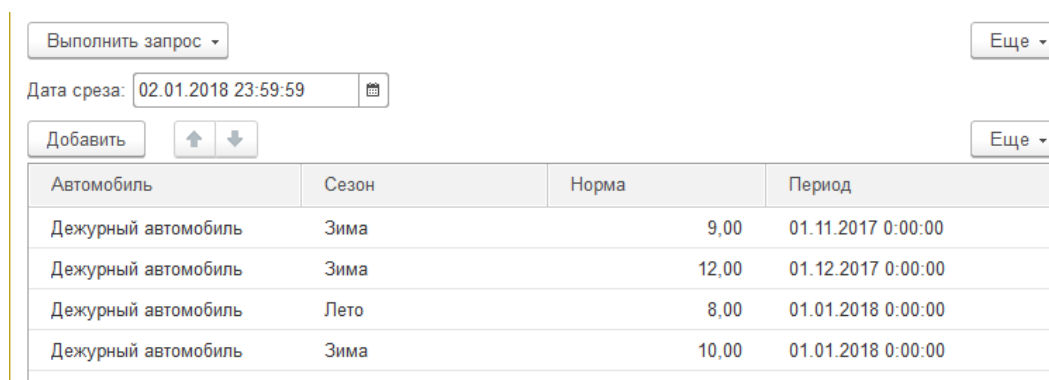 Выполнить запрос Еще
Дата среза: 02.01.2018 23:59:59
Добавить Еще
Автомобиль Сезон Норма Период
Дежурный автомобиль Зима 9,00 01.11.2017 0:00:00
Дежурный автомобиль Зима 12,00 01.12.2017 0:00:00
Дежурный автомобиль Лето 8,00 01.01.2018 0:00:00
Дежурный автомобиль Зима 10,00 01.01.2018 0:00:00